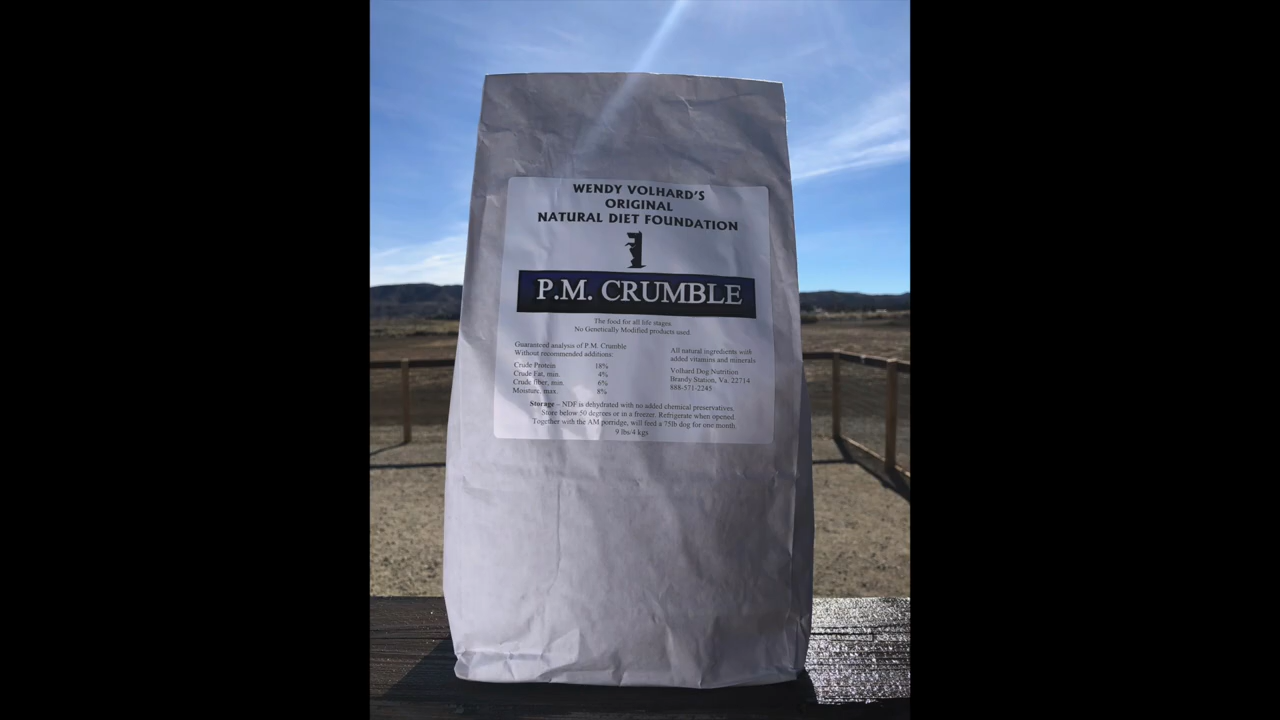 WENDY VOLHARD'S
ORIGINAL
NATURAL DIET FOUNDATION
P.M. CRUMBLE
The food for all life stages.
No Genetically Modified products used.
Guaranteed analysis of P.M. Crumble
Without recommended additions:
Crude Protein 18%
Crude Fat, min. 4%
Crude fiber, min. 6%
Moisture, max. 8%
All natural ingredients with
added vitamins and minerals
Volhard Dog Nutrition
Brandy Station, Va. 22714
888-571-2245
Storage – NDF is dehydrated with no added chemical preservatives.
Store below 50 degrees or in a freezer. Refrigerate when opened.
Together with the AM porridge, will feed a 75lb dog for one month.
9 lbs/4 kgs